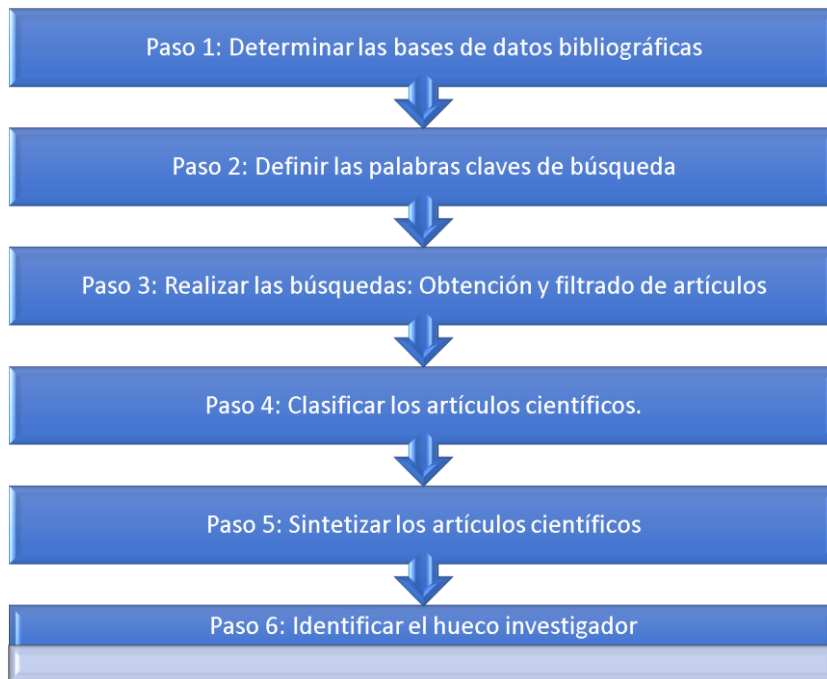 Paso 1: Determinar las bases de datos bibliográficas
Paso 2: Definir las palabras claves de búsqueda
Paso 3: Realizar las búsquedas: Obtención y filtrado de artículos
Paso 4: Clasificar los artículos científicos.
Paso 5: Sintetizar los artículos científicos
Paso 6: Identificar el hueco investigador